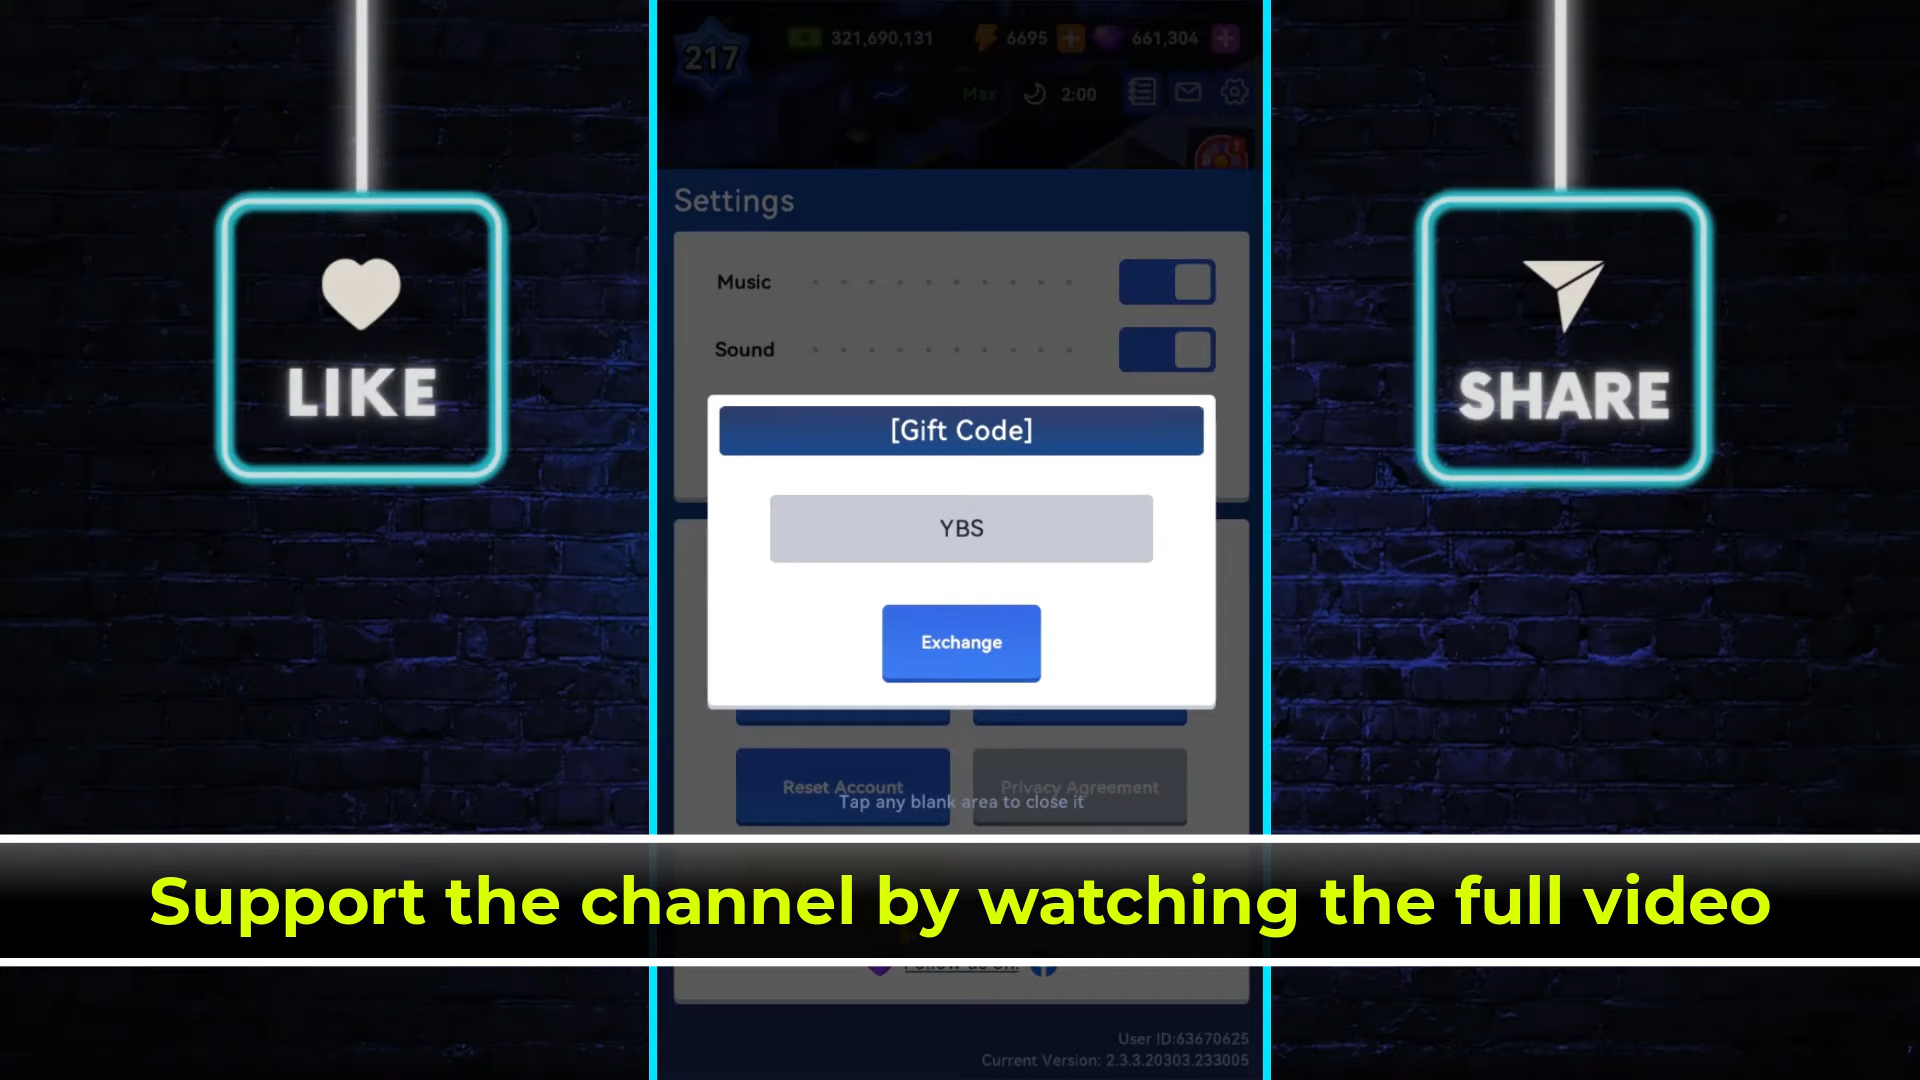 217
321,690,131
6695
661,304
Max
2:00
Settings
Music
Sound
LIKE
SHARE
[Gift Code]
YBS
Exchange
Reset Account
Privacy Agreement
Tap any blank area to close it
Support the channel by watching the full video
User ID:63670625
Current Version: 2.3.3.20303.233005